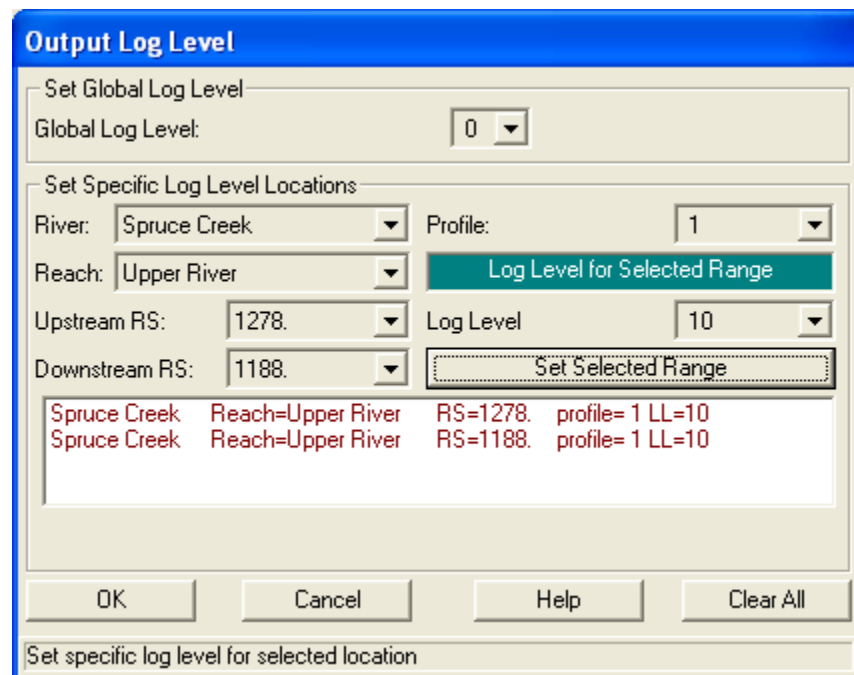 Output Log Level
Set Global Log Level
Global Log Level: 0
Set Specific Log Level Locations
River: Spruce Creek Profile: 1
Reach: Upper River Log Level for Selected Range
Upstream RS: 1278. Log Level 10
Downstream RS: 1188. Set Selected Range
Spruce Creek Reach=Upper River RS=1278. profile= 1 LL=10
Spruce Creek Reach=Upper River RS=1188. profile= 1 LL=10
OK Cancel Help Clear All
Set specific log level for selected location